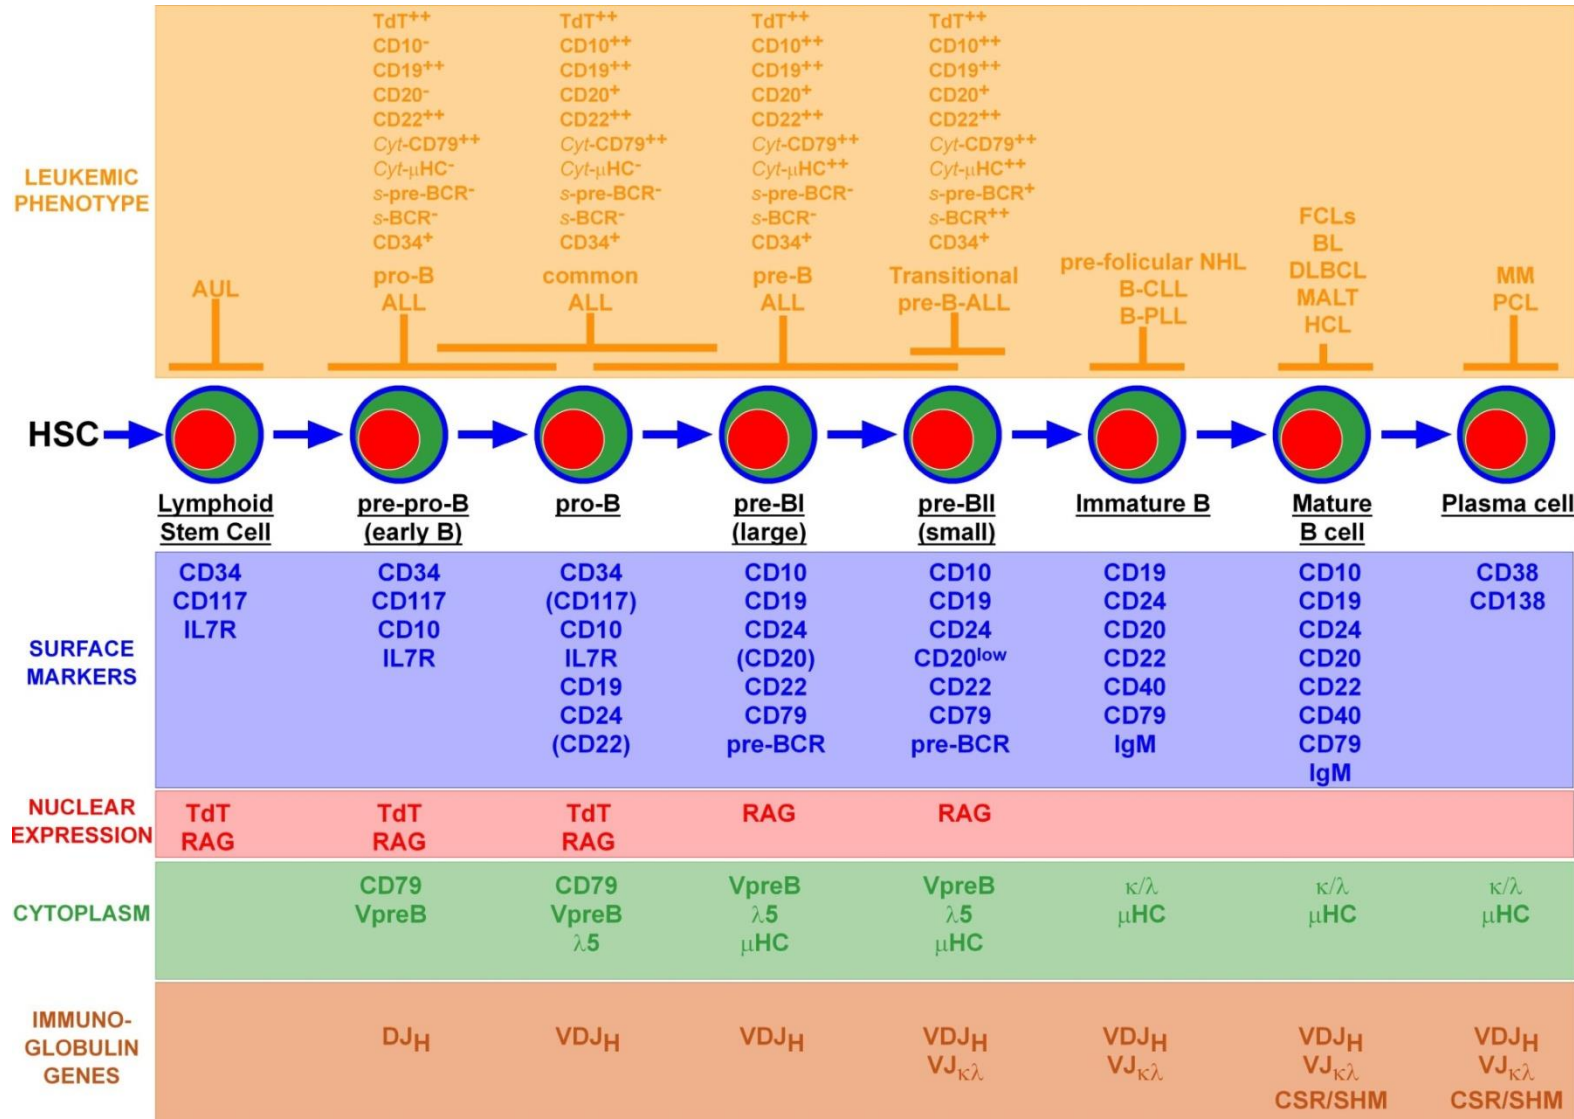 LEUKEMIC
PHENOTYPE
AUL
TdT++
CD10-
CD19++
CD20-
CD22++
Cyt-CD79++
Cyt-μHC-
s-pre-BCR-
s-BCR-
CD34+
pro-B
ALL
TdT++
CD10++
CD19++
CD20+
CD22++
Cyt-CD79++
Cyt-μHC-
s-pre-BCR-
s-BCR-
CD34+
common
ALL
TdT++
CD10++
CD19++
CD20+
CD22++
Cyt-CD79++
Cyt-μHC++
s-pre-BCR-
s-BCR-
CD34+
pre-B
ALL
TdT++
CD10++
CD19++
CD20+
CD22++
Cyt-CD79++
Cyt-μHC++
s-pre-BCR+
s-BCR++
CD34+
Transitional
pre-B-ALL
pre-folicular NHL
B-CLL
B-PLL
FCLs
BL
DLBCL
MALT
HCL
MM
PCL
HSC
Lymphoid
Stem Cell
pre-pro-B
(early B)
pro-B
pre-BI
(large)
pre-BII
(small)
Immature B
Mature
B cell
Plasma cell
SURFACE
MARKERS
CD34
CD117
IL7R
CD34
CD117
CD10
IL7R
CD34
(CD117)
CD10
IL7R
CD19
CD24
(CD22)
CD10
CD19
CD24
(CD20)
CD22
CD79
pre-BCR
CD10
CD19
CD24
CD20low
CD22
CD79
pre-BCR
CD19
CD24
CD20
CD22
CD40
CD79
IgM
CD10
CD19
CD24
CD20
CD22
CD40
CD79
IgM
CD38
CD138
NUCLEAR
EXPRESSION
TdT
RAG
TdT
RAG
TdT
RAG
RAG
RAG
CYTOPLASM
CD79
VpreB
CD79
VpreB
λ5
VpreB
λ5
μHC
VpreB
λ5
μHC
κ/λ
μHC
κ/λ
μHC
κ/λ
μHC
IMMUNO-
GLOBULIN
GENES
DJH
VDJH
VDJH
VDJH
VJκλ
VDJH
VJκλ
VDJH
VJκλ
CSR/SHM
VDJH
VJκλ
CSR/SHM